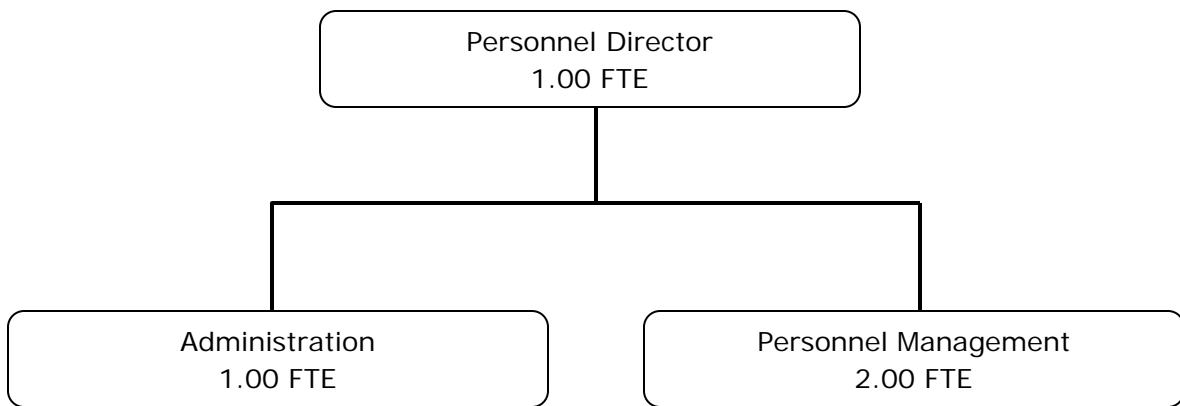 Personnel Director
1.00 FTE
Administration
1.00 FTE
Personnel Management
2.00 FTE